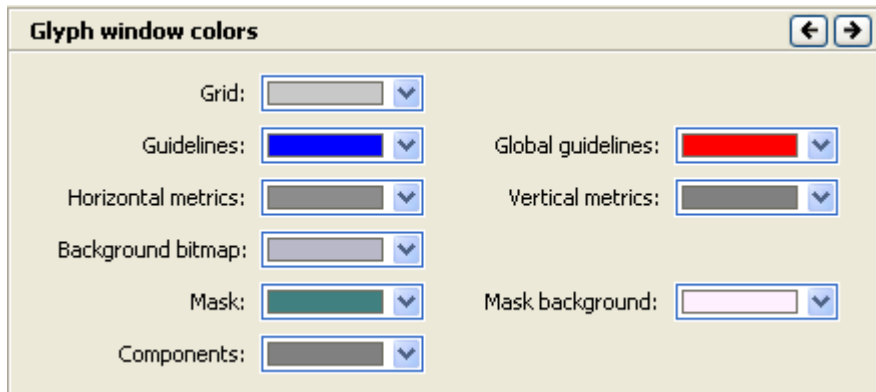 Glyph window colors
Grid:
Guidelines: Global guidelines:
Horizontal metrics: Vertical metrics:
Background bitmap:
Mask: Mask background:
Components: